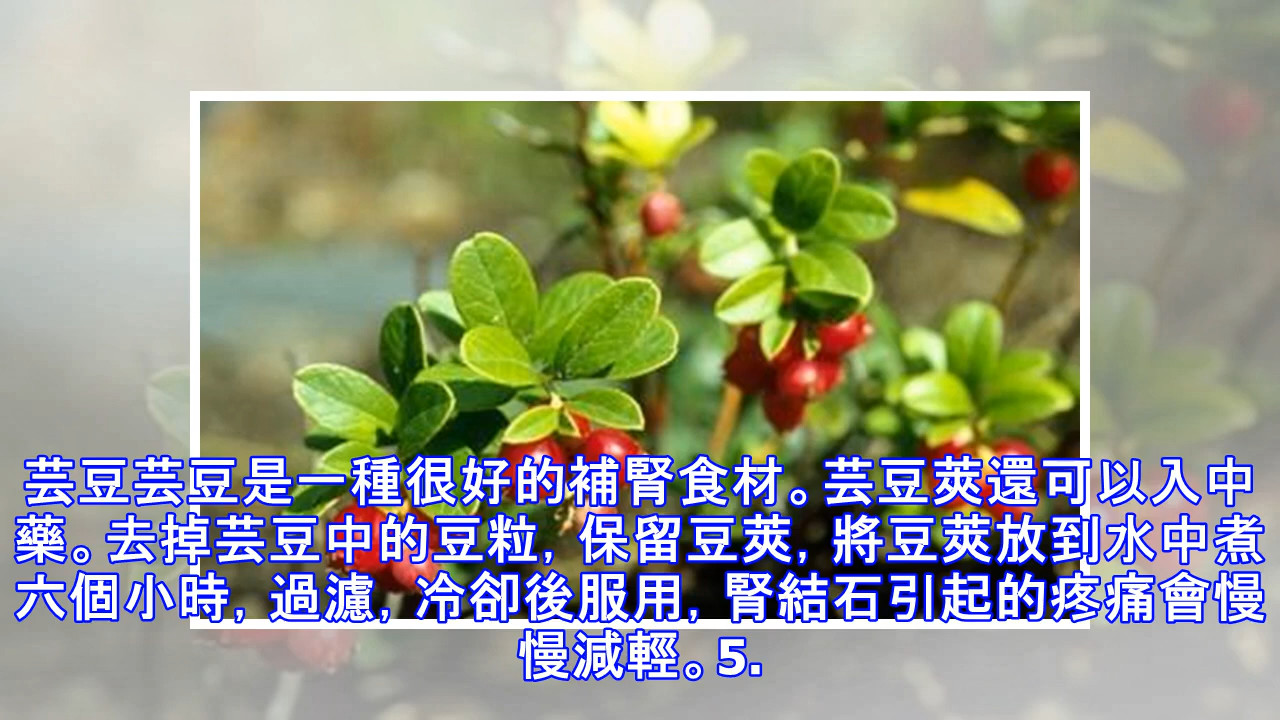 芸豆芸豆是一種很好的補腎食材。芸豆莢還可以入中
藥。去掉芸豆中的豆粒, 保留豆莢, 將豆莢放到水中煮
六個小時, 過濾, 冷卻後服用, 腎結石引起的疼痛會慢
慢減輕。5.